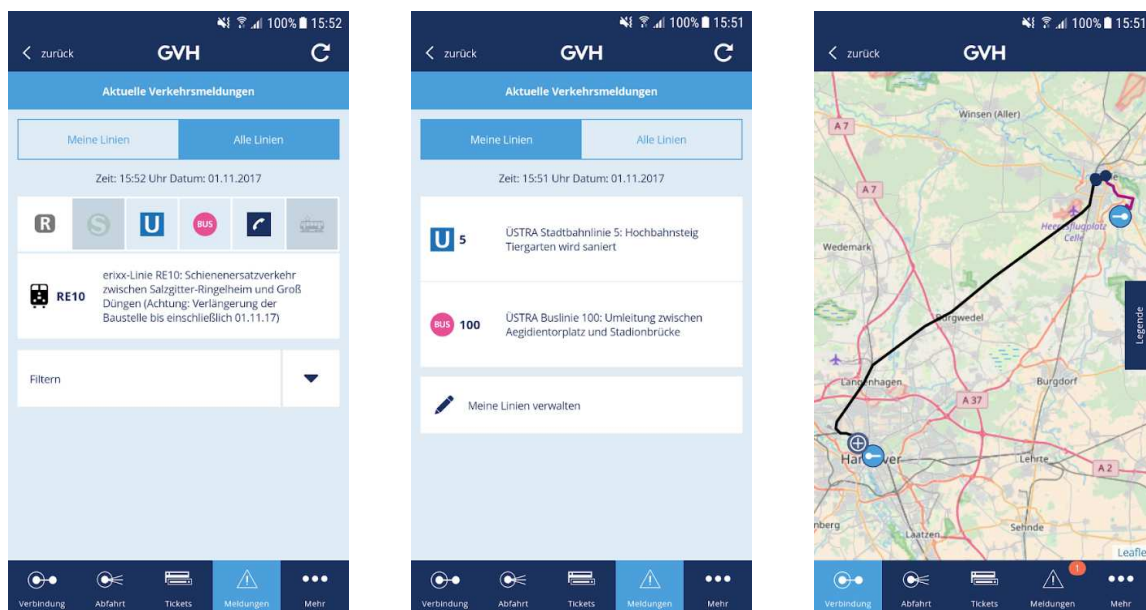 100% 15:52
zurück GVH
Aktuelle Verkehrsmeldungen
Meine Linien Alle Linien
Zeit: 15:52 Uhr Datum: 01.11.2017
R S U BUS
RE10
erixx-Linie RE10: Schienenersatzverkehr
zwischen Salzgitter-Ringelheim und Groß
Düngen (Achtung: Verlängerung der
Baustelle bis einschließlich 01.11.17)
Filtern
Verbindung Abfahrt Tickets Meldungen Mehr
100% 15:51
zurück GVH
Aktuelle Verkehrsmeldungen
Meine Linien Alle Linien
Zeit: 15:51 Uhr Datum: 01.11.2017
U 5
ÜSTRA Stadtbahnlinie 5: Hochbahnsteig
Tiergarten wird saniert
BUS 100
ÜSTRA Buslinie 100: Umleitung zwischen
Aegidientorplatz und Stadionbrücke
Meine Linien verwalten
Verbindung Abfahrt Tickets Meldungen Mehr
100% 15:51
zurück GVH
Winsen (Aller)
A 7
A 7
Heeresflugplatz
Celle
Wedemark
Legende
Burgwedel
Langenhagen
Burgdorf
A 37
Hannover
Lehrte
A 2
Laatzen
Sehnde
Leafle
1
Verbindung Abfahrt Tickets Meldungen Mehr